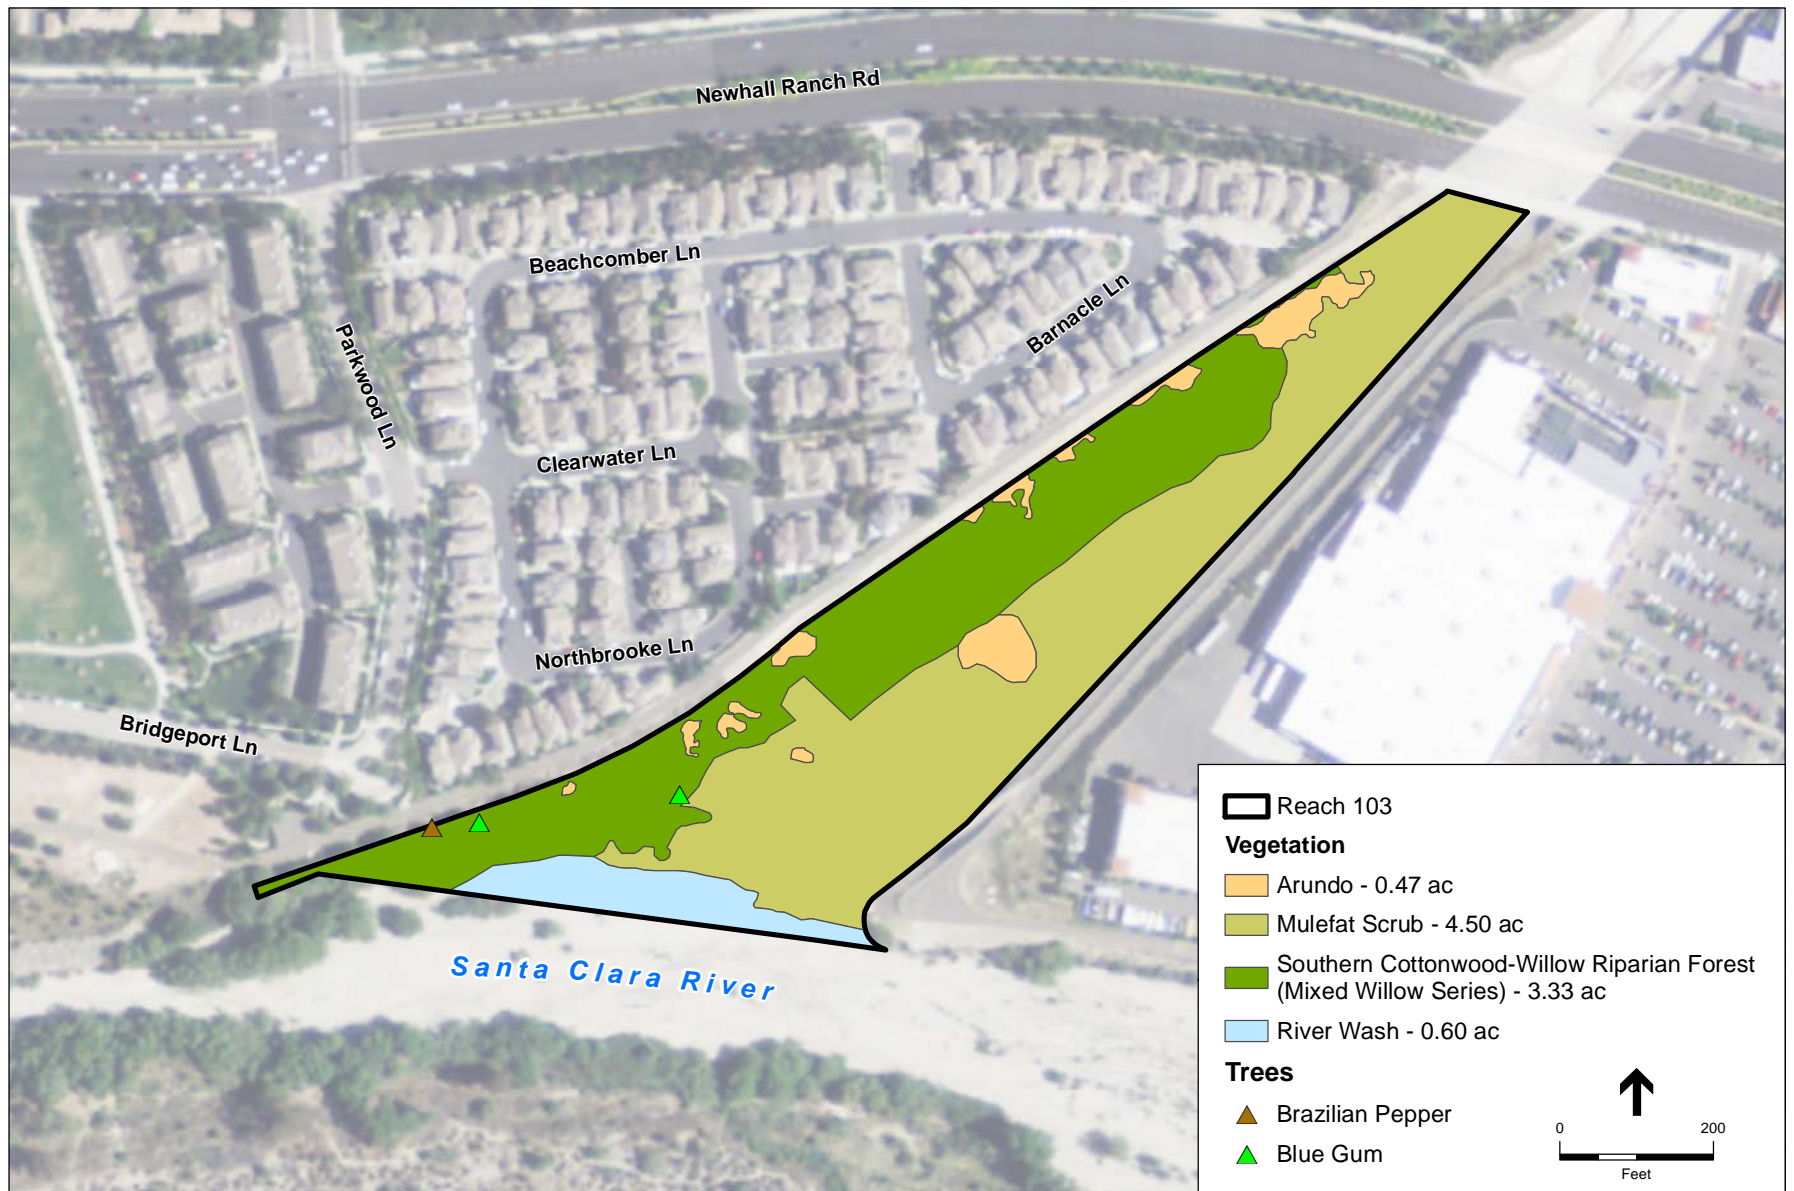 Newhall Ranch Rd
Beachcomber Ln
Barnacle Ln
Parkwood Ln
Clearwater Ln
Northbrooke Ln
Bridgeport Ln
Santa Clara River
Reach 103
Vegetation
Arundo - 0.47 ac
Mulefat Scrub - 4.50 ac
Southern Cottonwood-Willow Riparian Forest
(Mixed Willow Series) - 3.33 ac
River Wash - 0.60 ac
Trees
Brazilian Pepper
Blue Gum
0 200
Feet